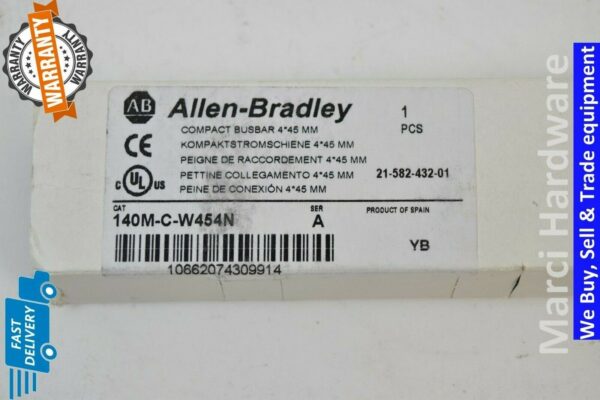 WARRANTY
WARRANTY
WARRANTY
AB Allen-Bradley
1
PCS
COMPACT BUSBAR 4*45 MM
KOMPAKTSTROMSCHIENE 4*45 MM
PEIGNE DE RACCORDEMENT 4*45 MM
PETTINE COLLEGAMENTO 4*45 MM
PEINE DE CONEXIÓN 4*45 MM
CE
C UL US
21-582-432-01
CAT
140M-C-W454N
SER
A
PRODUCT OF SPAIN
YB
10662074309914
FAST
DELIVERY
Marci Hardware
We Buy, Sell & Trade equipment